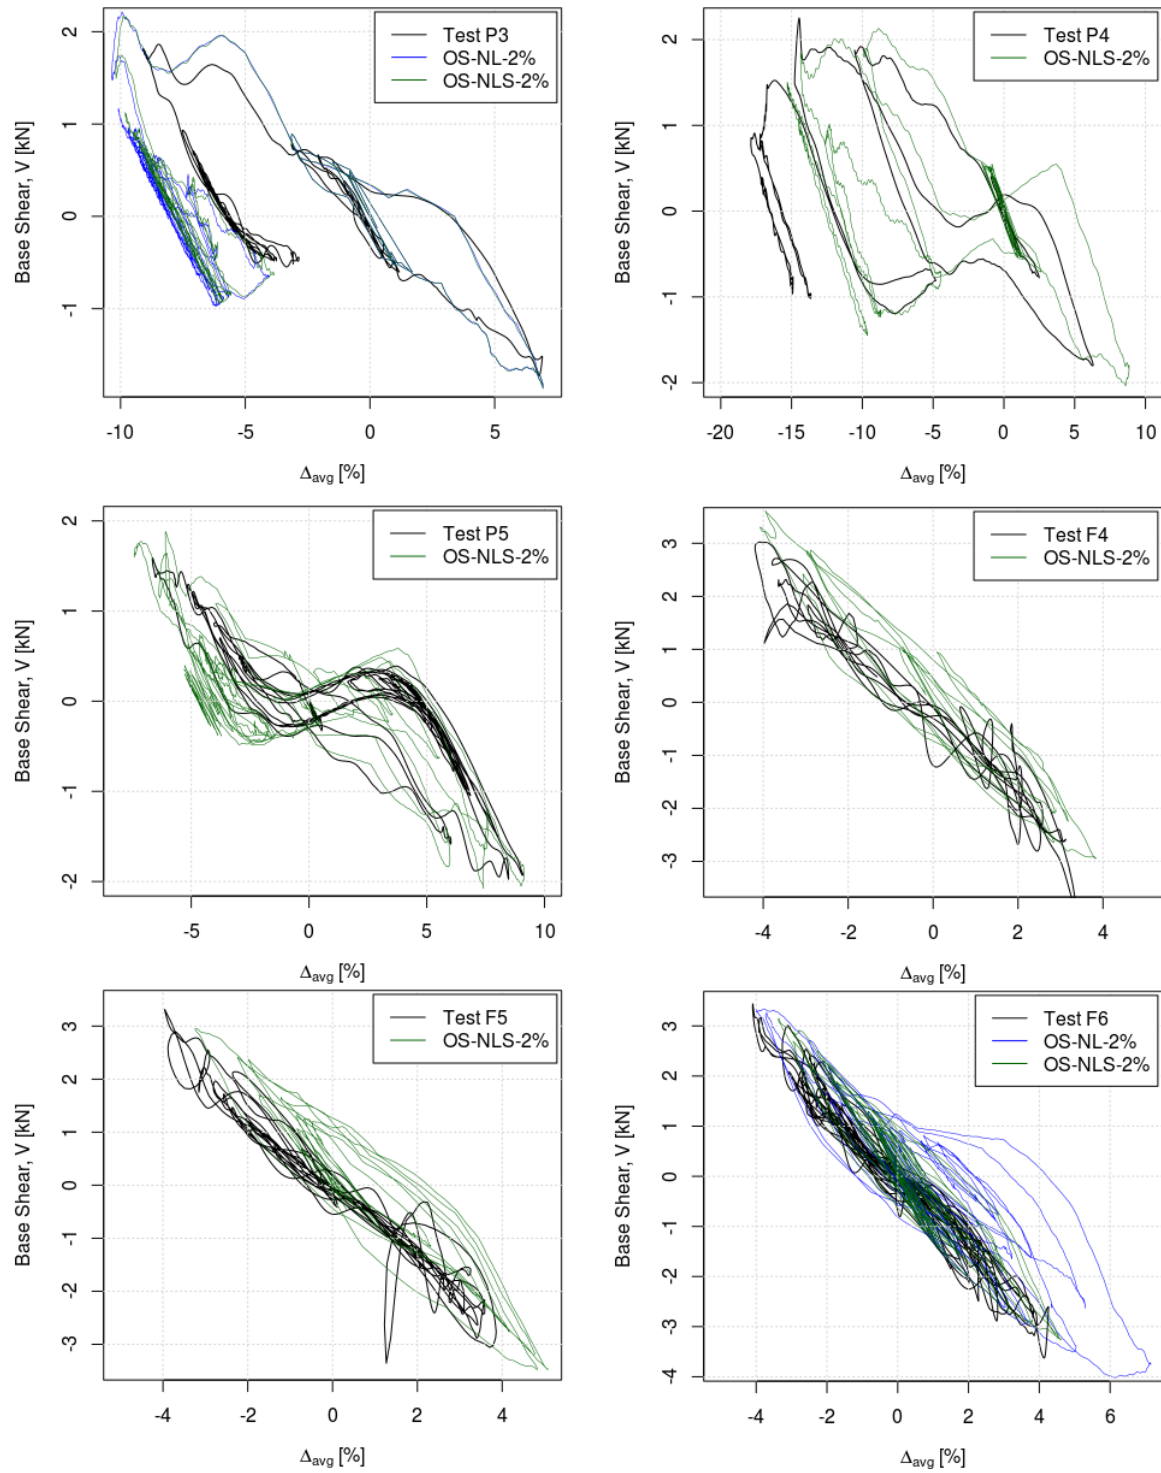 Test P3
OS-NL-2%
OS-NLS-2%
Base Shear, V [kN]
2
1
0
-1
-10 -5 0 5
Δavg [%]
Test P4
OS-NLS-2%
Base Shear, V [kN]
2
1
0
-1
-2
-20 -15 -10 -5 0 5 10
Δavg [%]
Test P5
OS-NLS-2%
Base Shear, V [kN]
2
1
0
-1
-2
-5 0 5 10
Δavg [%]
Test F4
OS-NLS-2%
Base Shear, V [kN]
3
2
1
0
-1
-2
-3
-4 -2 0 2 4
Δavg [%]
Test F5
OS-NLS-2%
Base Shear, V [kN]
3
2
1
0
-1
-2
-3
-4 -2 0 2 4
Δavg [%]
Test F6
OS-NL-2%
OS-NLS-2%
Base Shear, V [kN]
3
2
1
0
-1
-2
-3
-4
-4 -2 0 2 4 6
Δavg [%]